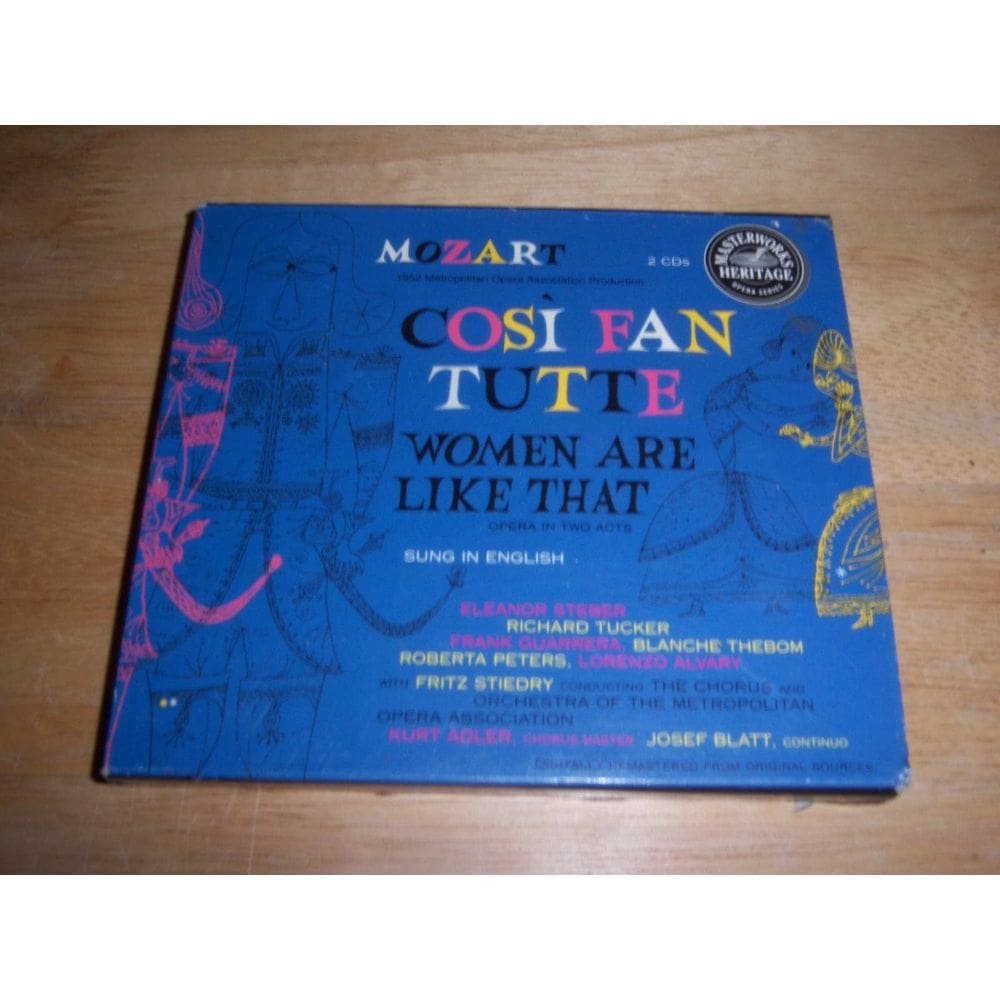 MOZART
2 CDs
MASTERWORKS
HERITAGE
OPERA SERIES
1952 Metropolitan Opera Association Production
COSÌ FAN
TUTTE
WOMEN ARE
LIKE THAT
OPERA IN TWO ACTS
SUNG IN ENGLISH
ELEANOR STEBER
RICHARD TUCKER
FRANK GUARRERA, BLANCHE THEBOM
ROBERTA PETERS, LORENZO ALVARY
WITH FRITZ STIEDRY CONDUCTING THE CHORUS AND
ORCHESTRA OF THE METROPOLITAN
OPERA ASSOCIATION
KURT ADLER, CHORUS MASTER JOSEF BLATT, CONTINUO
DIGITALLY REMASTERED FROM ORIGINAL SOURCES